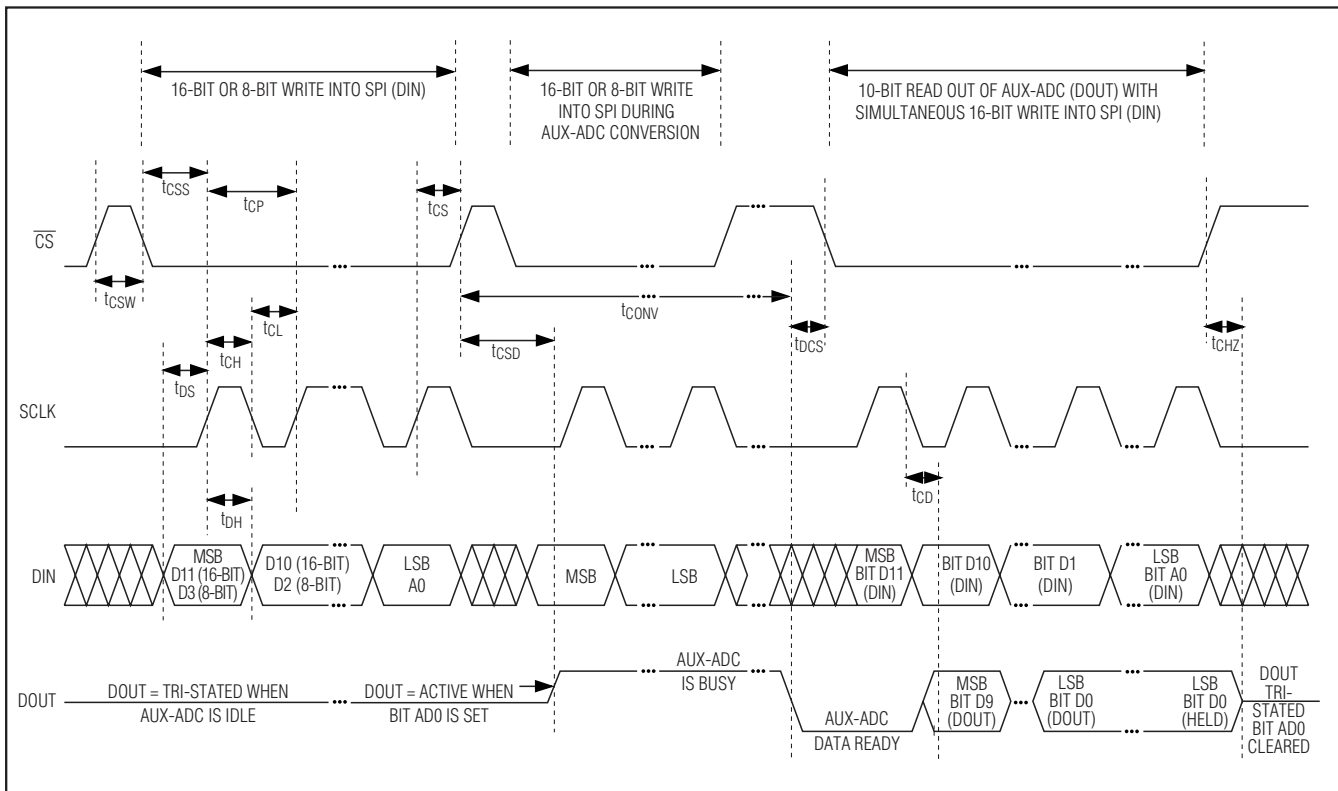 16-BIT OR 8-BIT WRITE INTO SPI (DIN)
16-BIT OR 8-BIT WRITE
INTO SPI DURING
AUX-ADC CONVERSION
10-BIT READ OUT OF AUX-ADC (DOUT) WITH
SIMULTANEOUS 16-BIT WRITE INTO SPI (DIN)
tCSS
tCP
tCS
CS
tCSW
tCL
tCONV
tCSD
tDCS
tCHZ
tCH
tDS
SCLK
tCD
tDH
DIN
MSB
D11 (16-BIT)
D3 (8-BIT)
D10 (16-BIT)
D2 (8-BIT)
LSB
A0
MSB
LSB
MSB
BIT D11
(DIN)
BIT D10
(DIN)
BIT D1
(DIN)
LSB
BIT A0
(DIN)
DOUT
DOUT = TRI-STATED WHEN
AUX-ADC IS IDLE
DOUT = ACTIVE WHEN
BIT AD0 IS SET
AUX-ADC
IS BUSY
AUX-ADC
DATA READY
MSB
BIT D9
(DOUT)
LSB
BIT D0
(DOUT)
LSB
BIT D0
(HELD)
DOUT
TRI-
STATED
BIT AD0
CLEARED